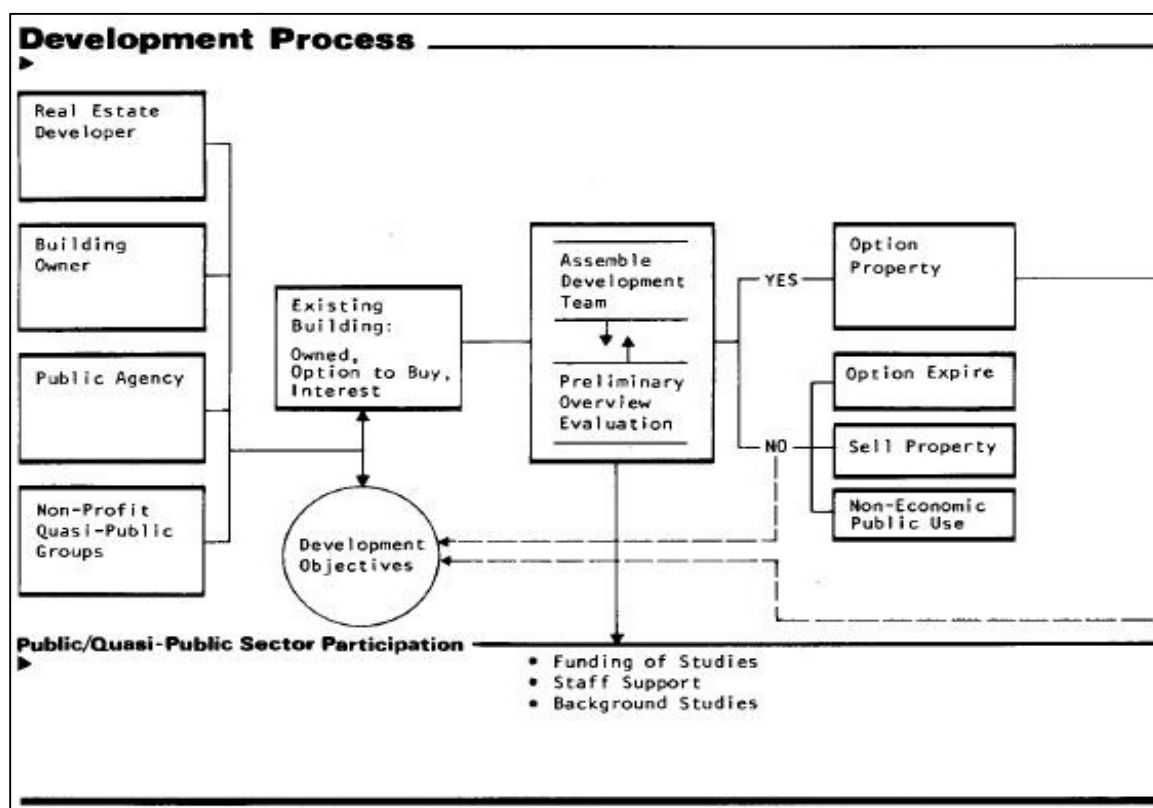 Development Process
Real Estate
Developer
Building
Owner
Public Agency
Non-Profit
Quasi-Public
Groups
Existing
Building:
Owned,
Option to Buy,
Interest
Development
Objectives
Assemble
Development
Team
Preliminary
Overview
Evaluation
YES
NO
Option
Property
Option Expire
Sell Property
Non-Economic
Public Use
Public/Quasi-Public Sector Participation
• Funding of Studies
• Staff Support
• Background Studies